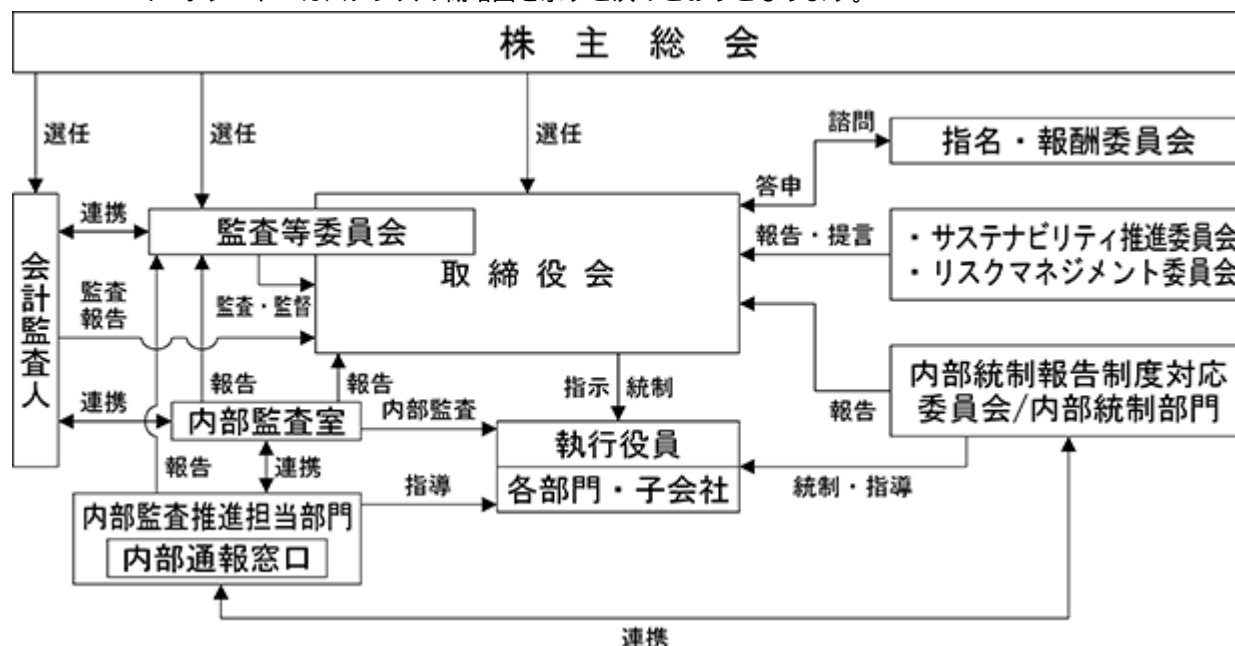 株主総会
選任
選任
選任
諮問
指名・報酬委員会
答申
連携
監査等委員会
取締役会
報告・提言
・サステナビリティ推進委員会
・リスクマネジメント委員会
会計監査人
監査
報告
監査・監督
報告
報告
指示
統制
報告
内部統制報告制度対応
委員会/内部統制部門
連携
内部監査室
内部監査
執行役員
各部門・子会社
統制・指導
報告
連携
指導
内部監査推進担当部門
内部通報窓口
連携